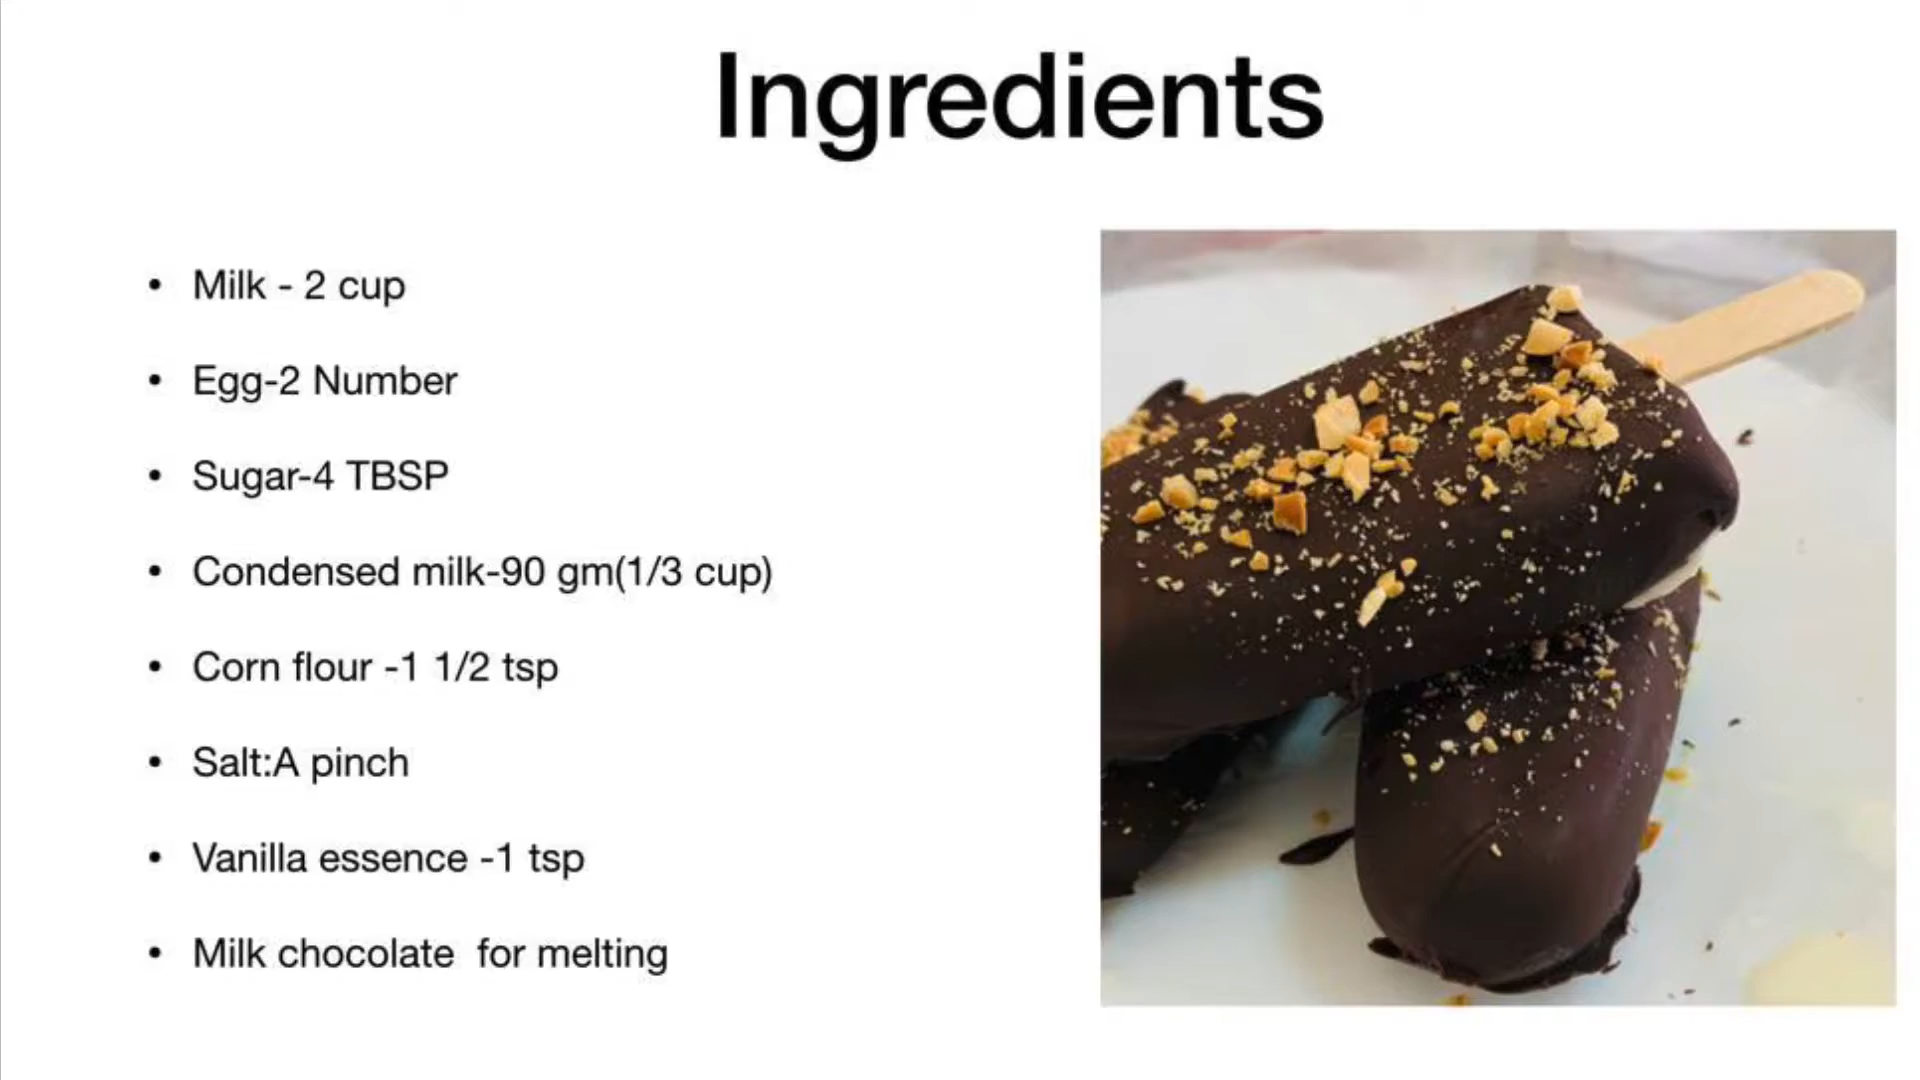 Ingredients
• Milk - 2 cup
• Egg-2 Number
• Sugar-4 TBSP
• Condensed milk-90 gm(1/3 cup)
• Corn flour -1 1/2 tsp
• Salt:A pinch
• Vanilla essence -1 tsp
• Milk chocolate  for melting